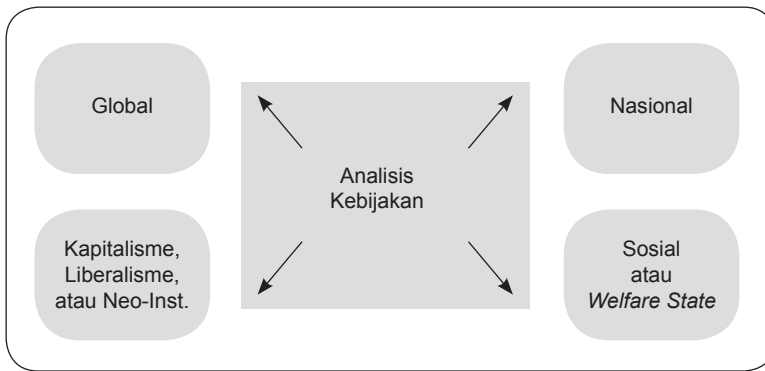 Global
Nasional
Analisis
Kebijakan
Kapitalisme,
Liberalisme,
atau Neo-Inst.
Sosial
atau
Welfare State